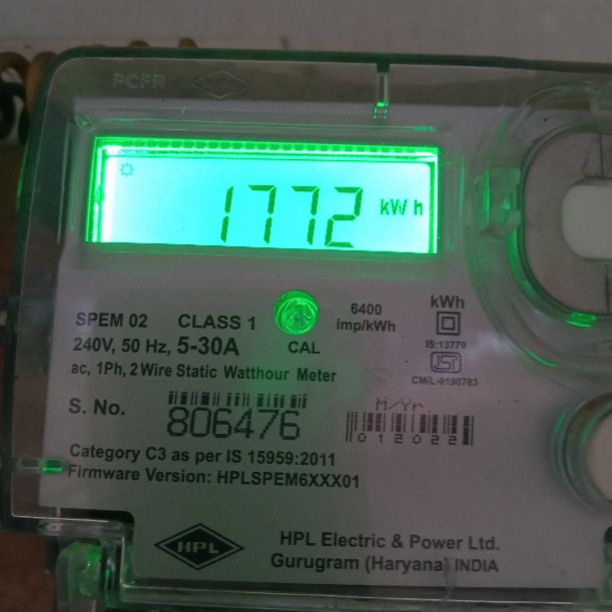 1772 kWh
SPEM 02 CLASS 1
240V, 50 Hz, 5-30A
ac, 1Ph, 2 Wire Static Watthour Meter
CAL
6400
imp/kWh
kWh
IS:13779
ISI
CM/L-9190783
S. No.
806476
M/Yr.
012022
Category C3 as per IS 15959:2011
Firmware Version: HPLSPEM6XXX01
HPL
HPL Electric & Power Ltd.
Gurugram (Haryana) INDIA